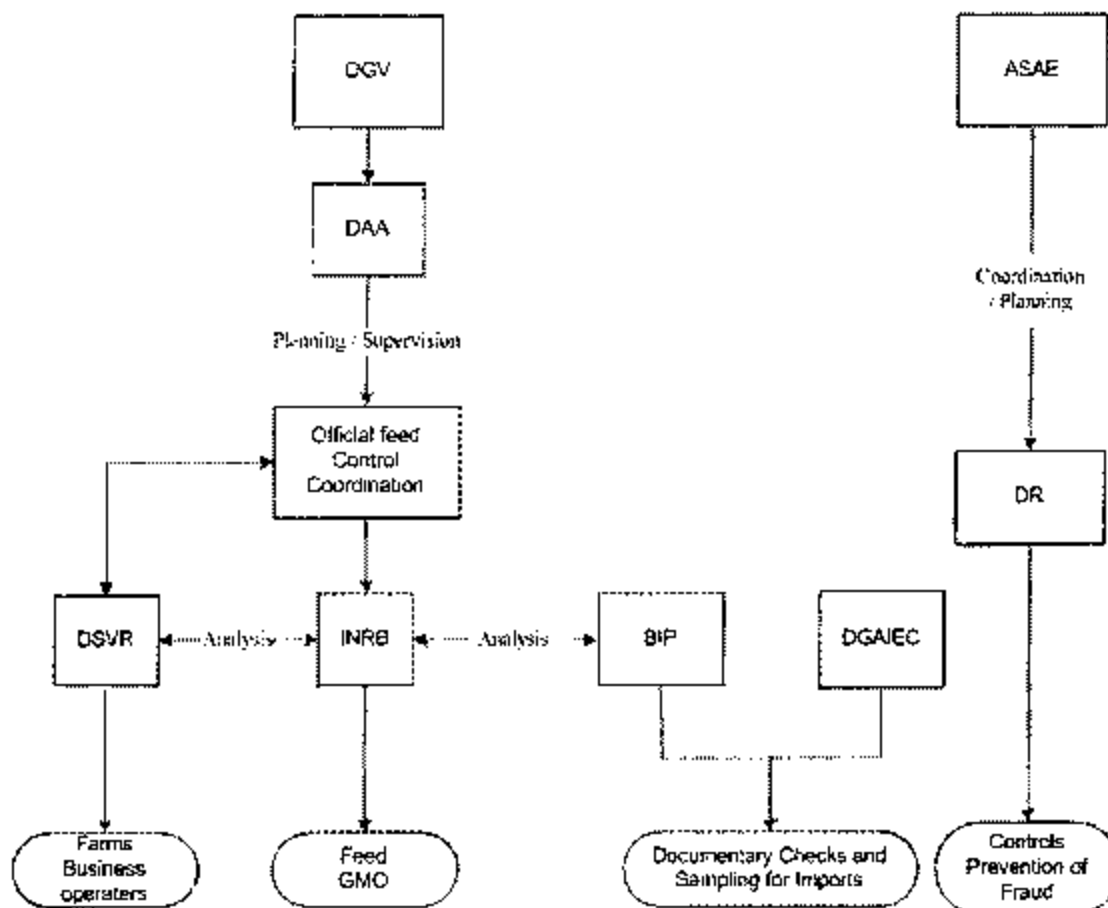 DGV
ASAE
DAA
Coordination
/ Planning
Planning / Supervision
Official feed
Control
Coordination
DR
DSVR
Analysis
INRB
Analysis
BIP
DGAIEC
Farms
Business
operaters
Feed
GMO
Documentary Checks and
Sampling for Imports
Controls
Prevention of
Fraud